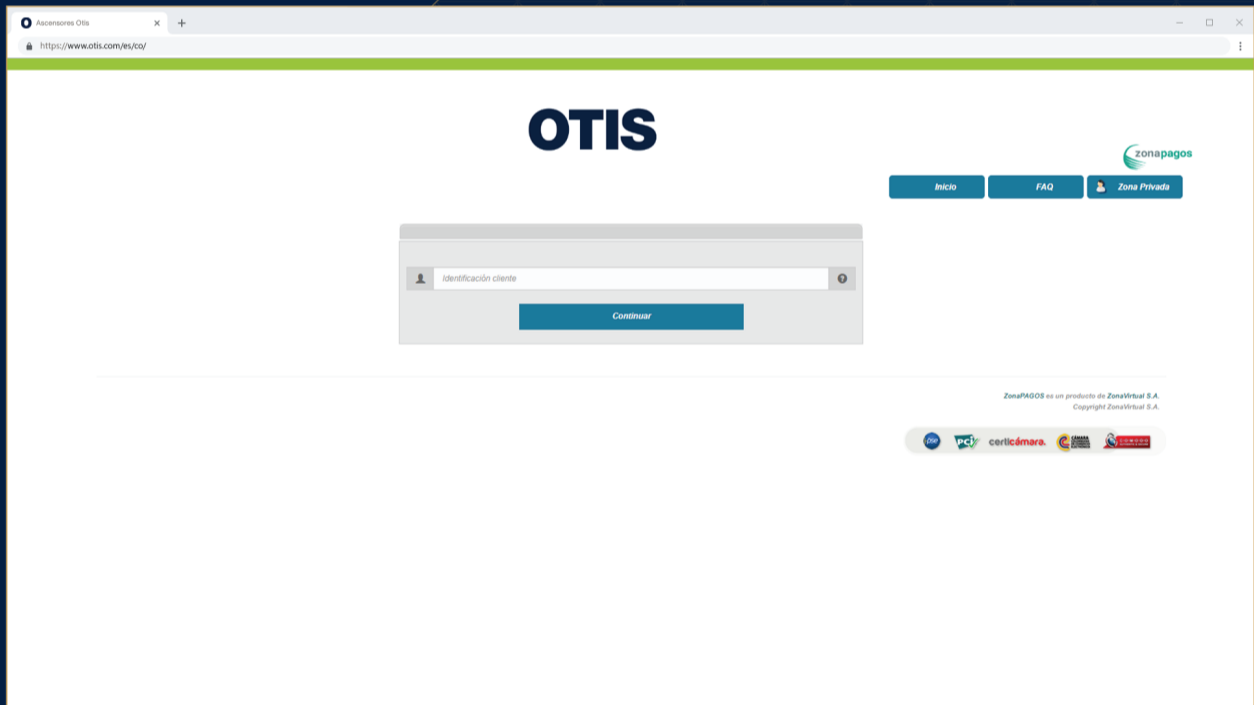 Ascensores Otis
https://www.otis.com/es/co/
OTIS
zonapagos
Inicio
FAQ
Zona Privada
Identificación cliente
Continuar
ZonaPAGOS es un producto de ZonaVirtual S.A.
Copyright ZonaVirtual S.A.
pse
PCI
certicámara.